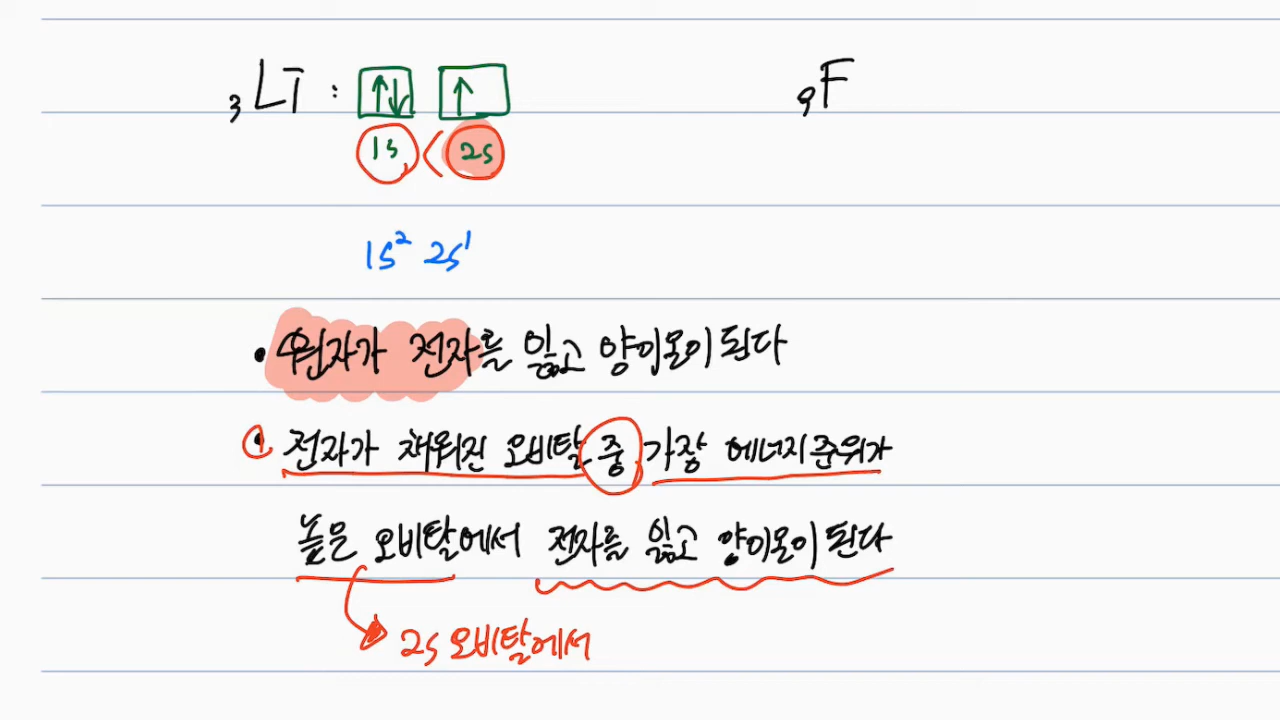 ₃Li : ↑↓ ↑
₉F
1s < 2s
1s² 2s¹
• 원자가 전자를 잃고 양이온이 된다
① 전자가 채워진 오비탈 중 가장 에너지준위가
높은 오비탈에서 전자를 잃고 양이온이 된다
2s 오비탈에서